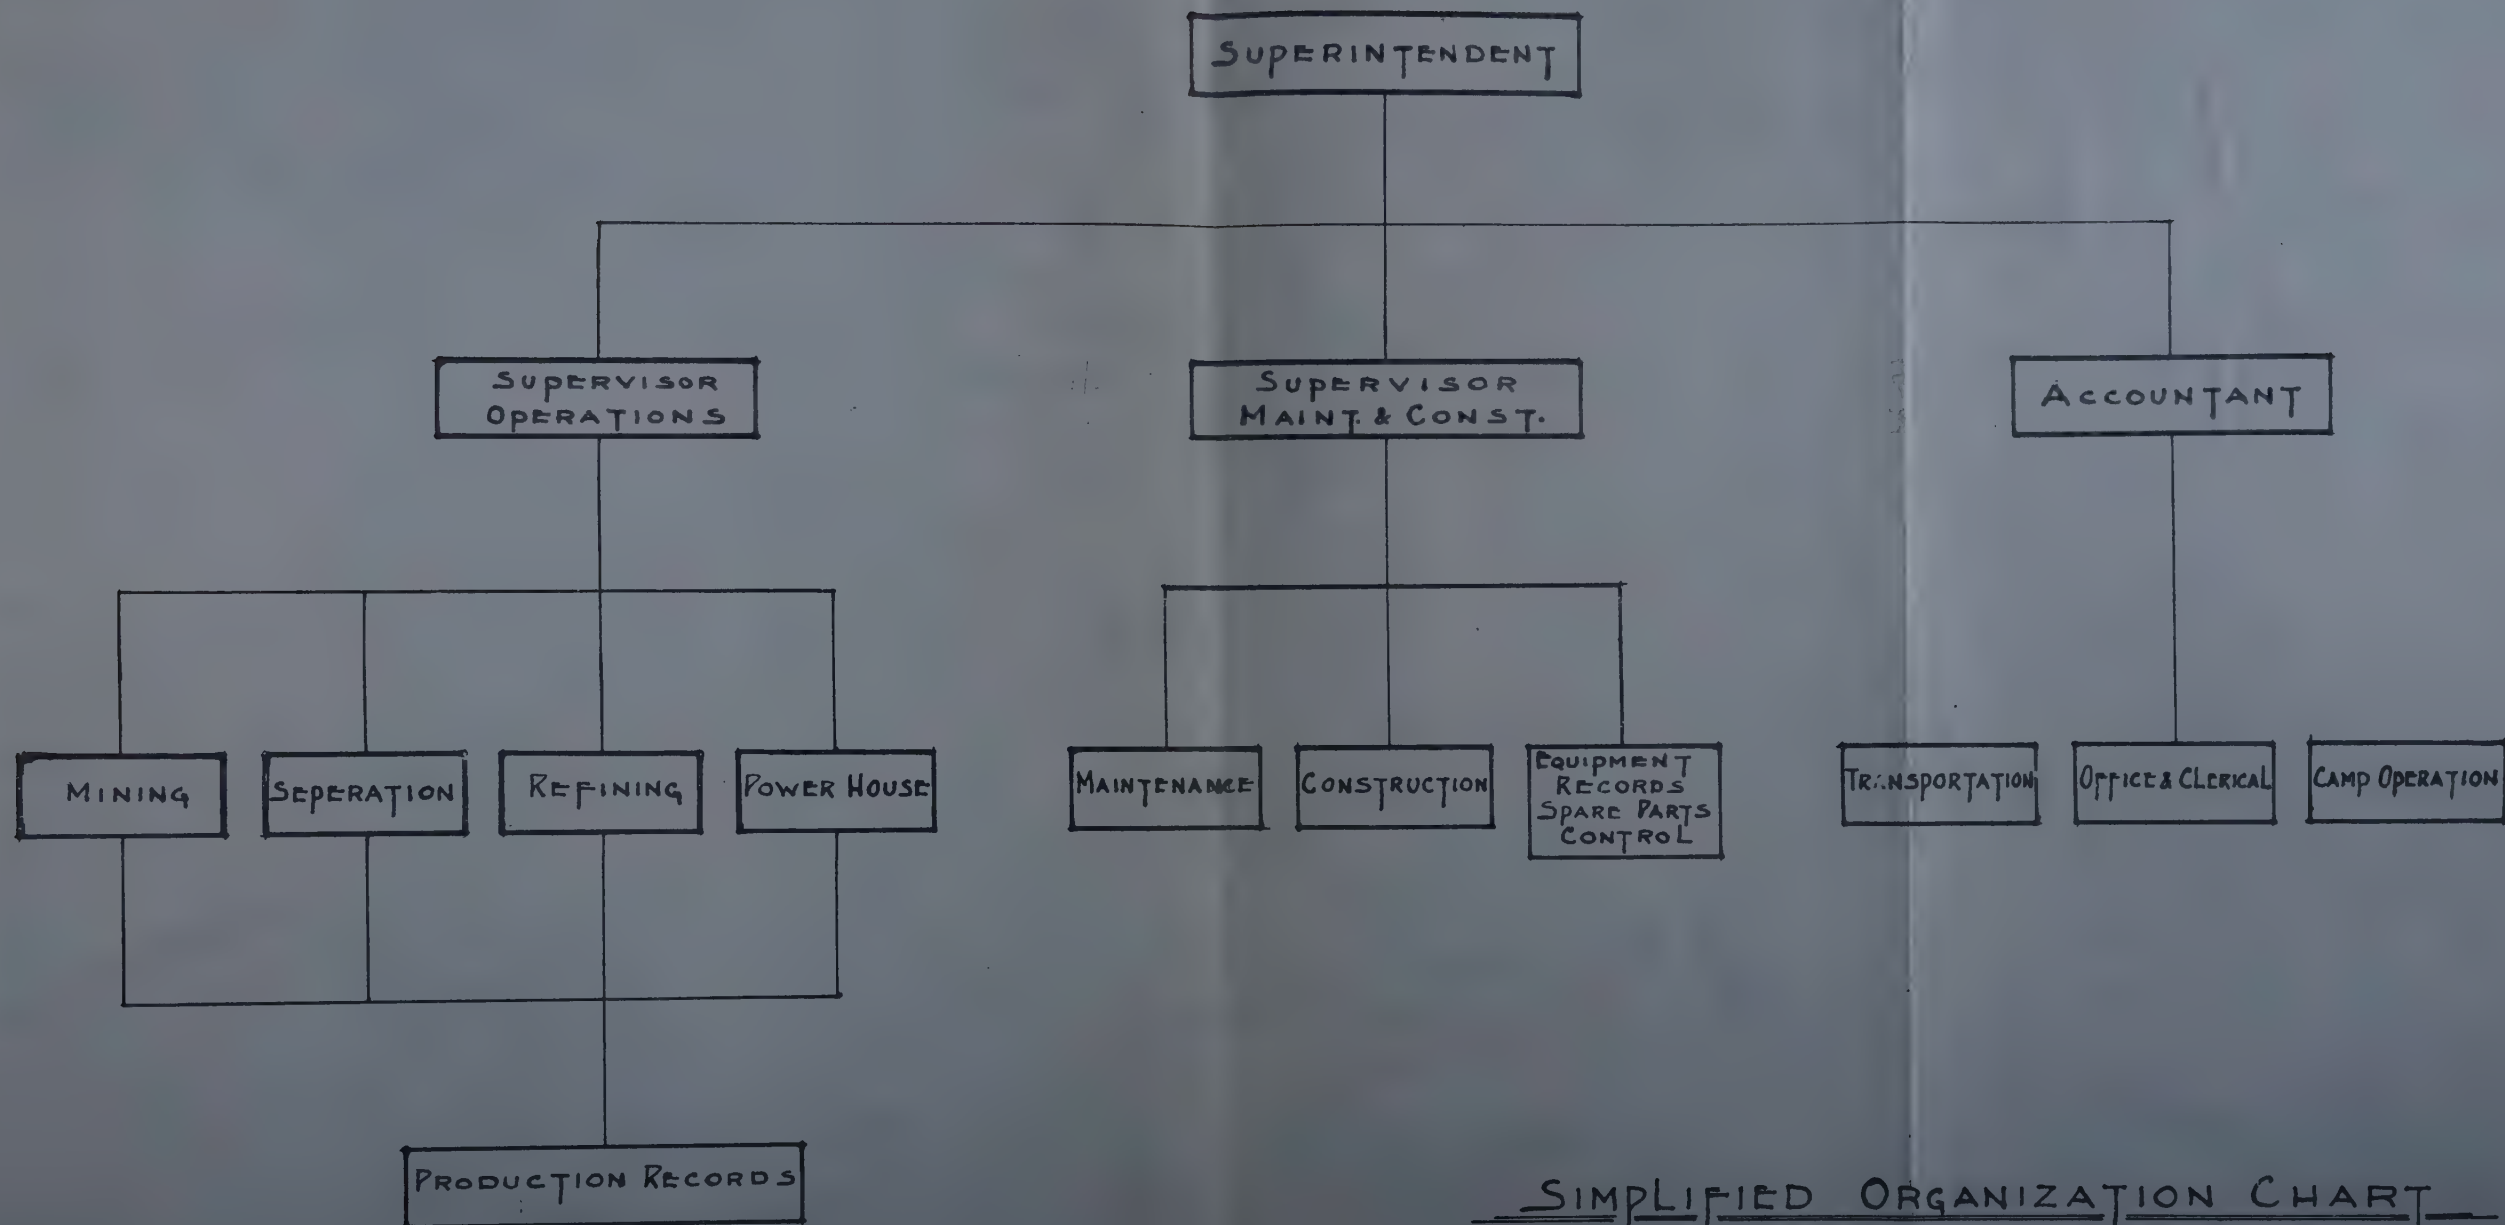 SUPERINTENDENT
SUPERVISOR
OPERATIONS
SUPERVISOR
MAINT. & CONST.
ACCOUNTANT
MINING
SEPERATION
REFINING
POWER HOUSE
MAINTENANCE
CONSTRUCTION
EQUIPMENT
RECORDS
SPARE PARTS
CONTROL
TRANSPORTATION
OFFICE & CLERICAL
CAMP OPERATION
PRODUCTION RECORDS
SIMPLIFIED ORGANIZATION CHART